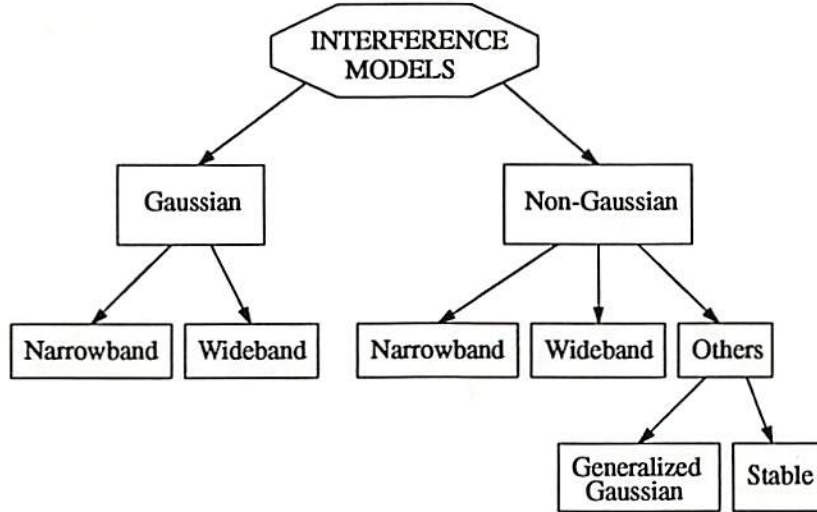 INTERFERENCE
MODELS
Gaussian
Non-Gaussian
Narrowband
Wideband
Narrowband
Wideband
Others
Generalized
Gaussian
Stable